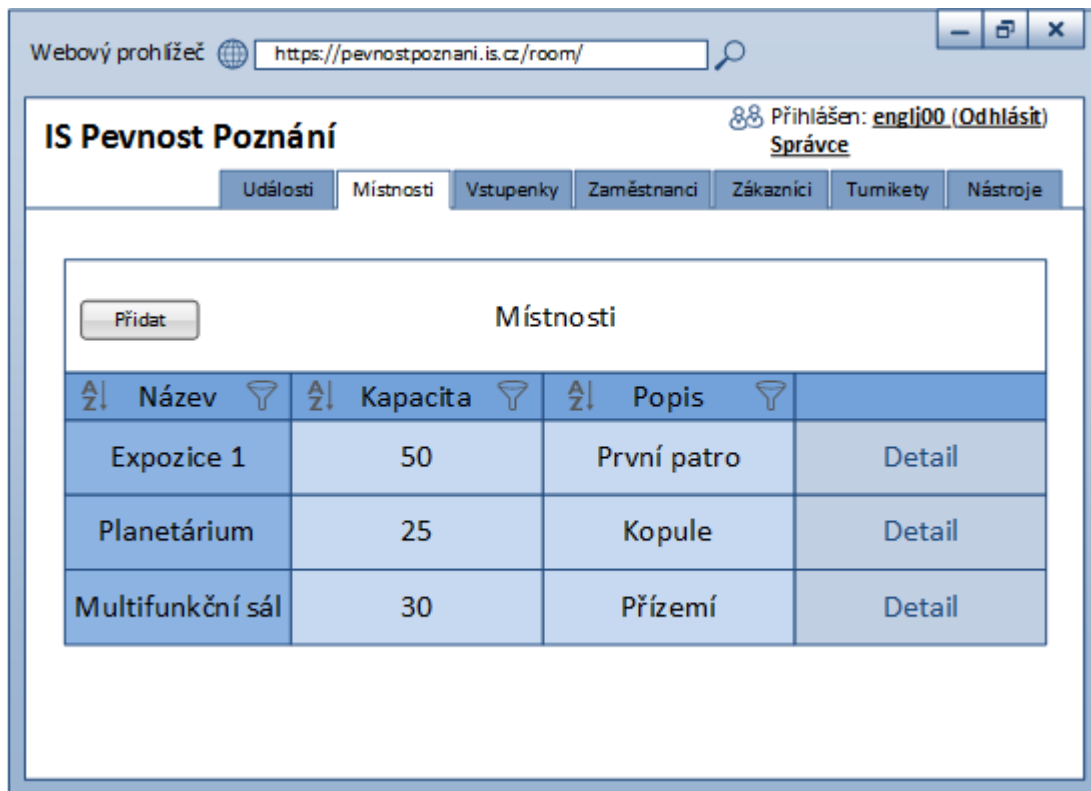 Webový prohlížeč https://pevnostpoznani.is.cz/room/
IS Pevnost Poznání
Přihlášen: englj00 (Odhlásit)
Správce
Události Místnosti Vstupenky Zaměstnanci Zákazníci Turnikety Nástroje
Přidat Místnosti
Název Kapacita Popis
Expozice 1 50 První patro Detail
Planetárium 25 Kopule Detail
Multifunkční sál 30 Přízemí Detail